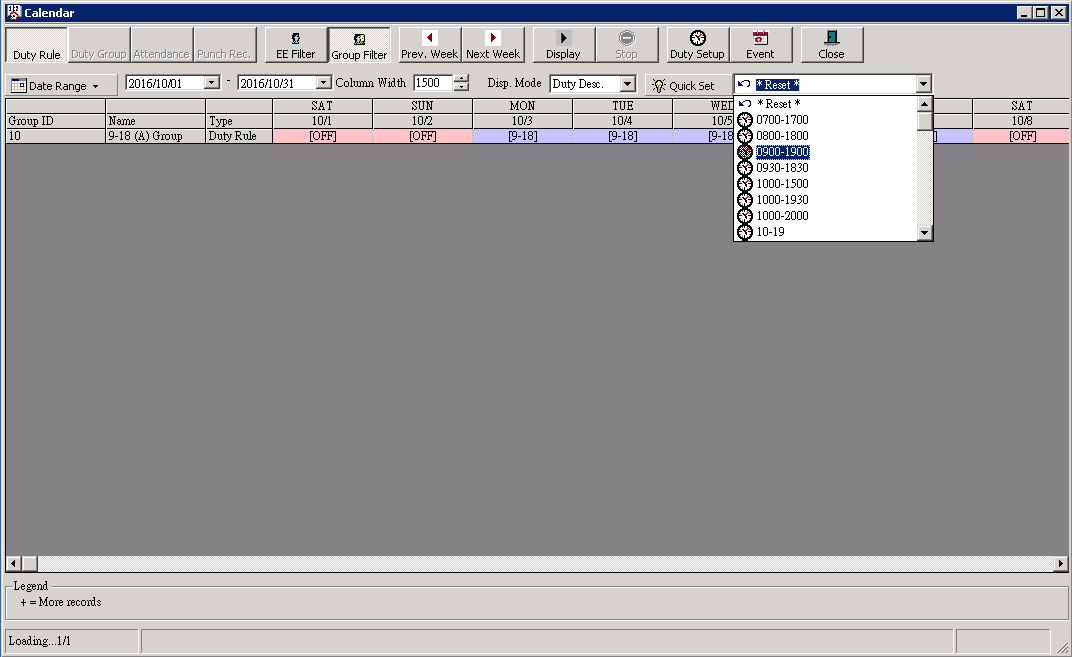 Calendar
Duty Rule Duty Group Attendance Punch Rec. EE Filter Group Filter Prev. Week Next Week Display Stop Duty Setup Event Close
Date Range 2016/10/01 - 2016/10/31 Column Width 1500 Disp. Mode Duty Desc. Quick Set * Reset *
SAT SUN MON TUE WED SAT
Group ID Name Type 10/1 10/2 10/3 10/4 10/5 10/8
10 9-18 (A) Group Duty Rule [OFF] [OFF] [9-18] [9-18] [9-18 ] [OFF]
* Reset *
0700-1700
0800-1800
0900-1900
0930-1830
1000-1500
1000-1930
1000-2000
10-19
Legend
+ = More records
Loading...1/1